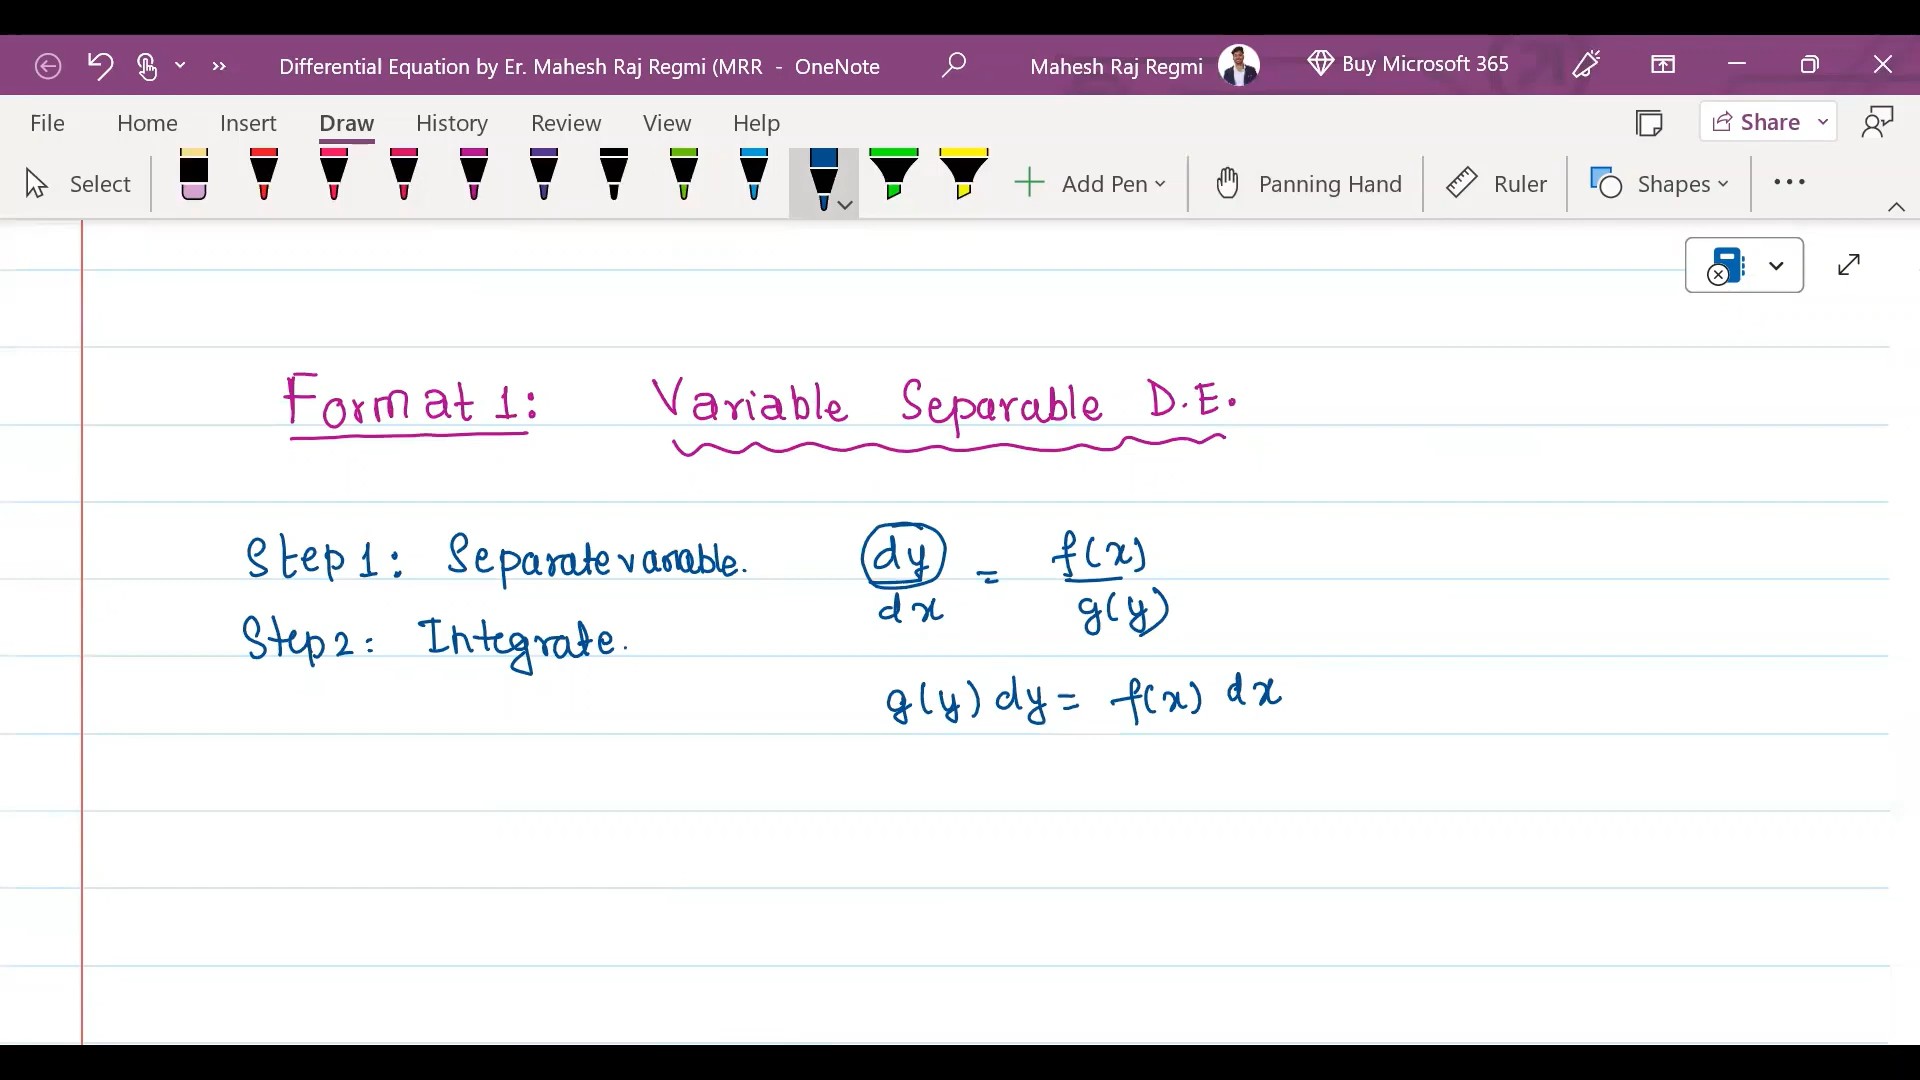 Differential Equation by Er. Mahesh Raj Regmi (MRR - OneNote
Mahesh Raj Regmi
Buy Microsoft 365
File Home Insert Draw History Review View Help
Share
Select
Add Pen
Panning Hand
Ruler
Shapes
Format 1: Variable Separable D.E.
Step 1: Separate variable. dy/dx = f(x)/g(y)
Step 2: Integrate.
g(y) dy = f(x) dx